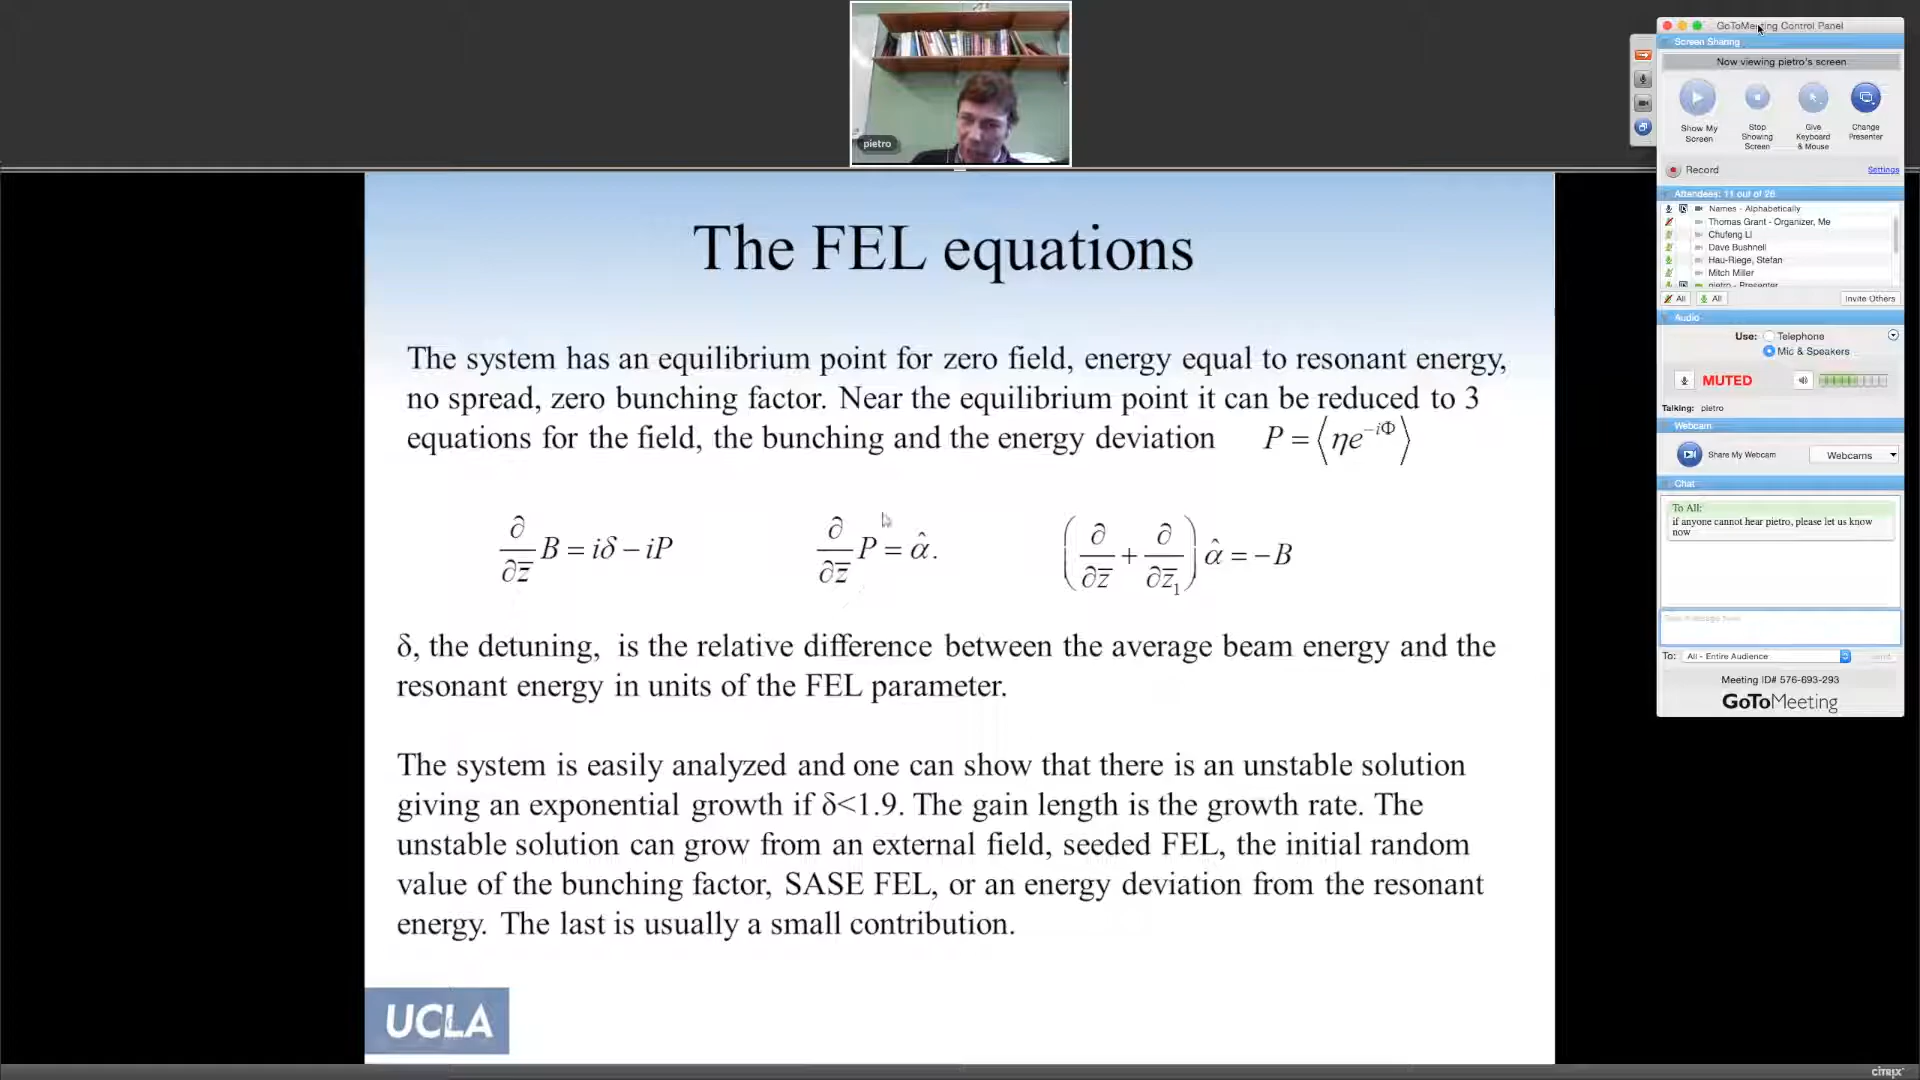 pietro
The FEL equations
The system has an equilibrium point for zero field, energy equal to resonant energy,
no spread, zero bunching factor. Near the equilibrium point it can be reduced to 3
equations for the field, the bunching and the energy deviation P = ⟨ηe^{-iΦ}⟩
∂/∂z̄ B = iδ − iP
∂/∂z̄ P = α̂.
(∂/∂z̄ + ∂/∂z̄₁) α̂ = −B
δ, the detuning, is the relative difference between the average beam energy and the
resonant energy in units of the FEL parameter.
The system is easily analyzed and one can show that there is an unstable solution
giving an exponential growth if δ<1.9. The gain length is the growth rate. The
unstable solution can grow from an external field, seeded FEL, the initial random
value of the bunching factor, SASE FEL, or an energy deviation from the resonant
energy. The last is usually a small contribution.
UCLA
GoToMeeting Control Panel
Screen Sharing
Now viewing pietro's screen
Show My
Screen
Stop
Showing
Screen
Give
Keyboard
& Mouse
Change
Presenter
Record
Settings
Attendees: 11 out of 26
Names - Alphabetically
Thomas Grant - Organizer, Me
Chufeng Li
Dave Bushnell
Hau-Riege, Stefan
Mitch Miller
pietro - Presenter
All
All
Invite Others
Audio
Use: Telephone
Mic & Speakers
MUTED
Talking: pietro
Webcam
Share My Webcam
Webcams
Chat
To All:
if anyone cannot hear pietro, please let us know
now
To: All - Entire Audience
Meeting ID# 576-693-293
GoToMeeting
CITRIX